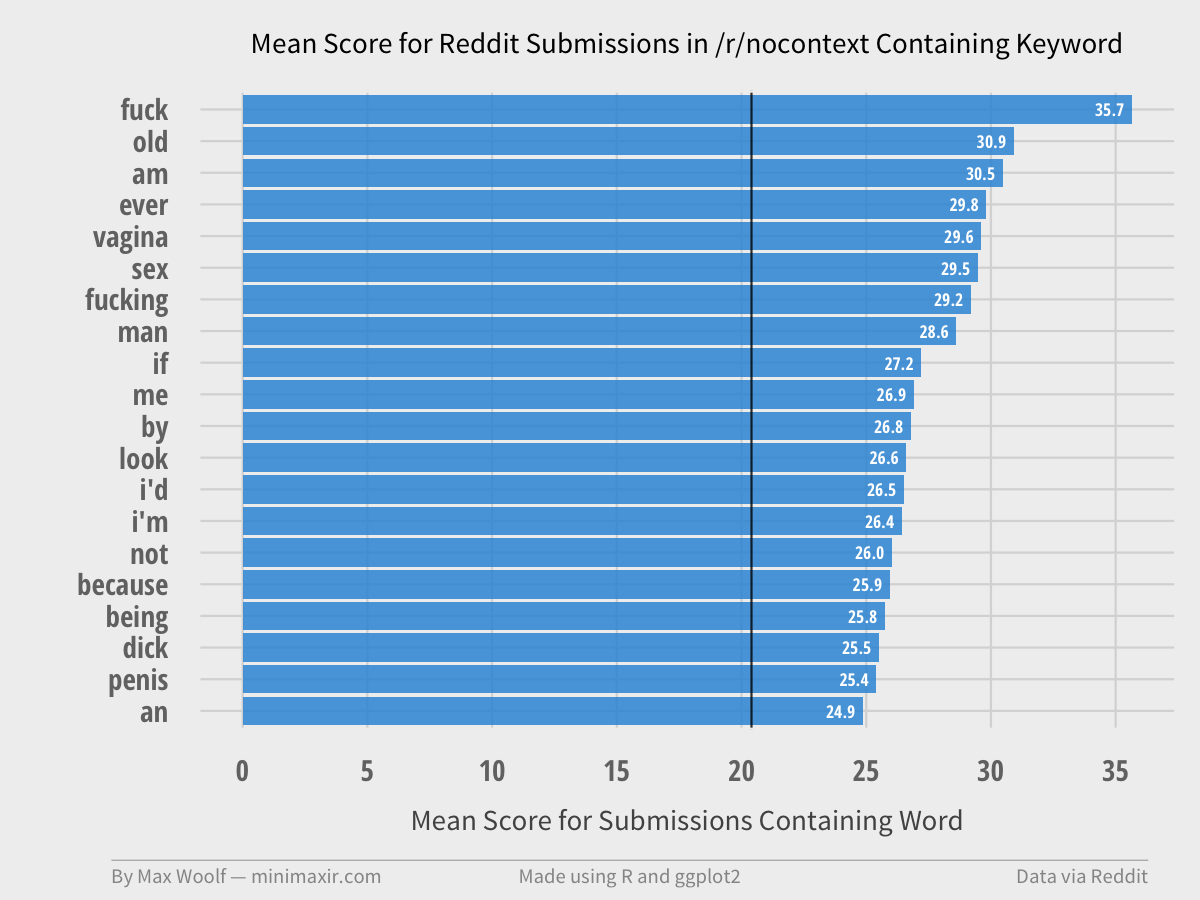 Mean Score for Reddit Submissions in /r/nocontext Containing Keyword
fuck 35.7
old 30.9
am 30.5
ever 29.8
vagina 29.6
sex 29.5
fucking 29.2
man 28.6
if 27.2
me 26.9
by 26.8
look 26.6
i'd 26.5
i'm 26.4
not 26.0
because 25.9
being 25.8
dick 25.5
penis 25.4
an 24.9
0 5 10 15 20 25 30 35
Mean Score for Submissions Containing Word
By Max Woolf — minimaxir.com Made using R and ggplot2 Data via Reddit